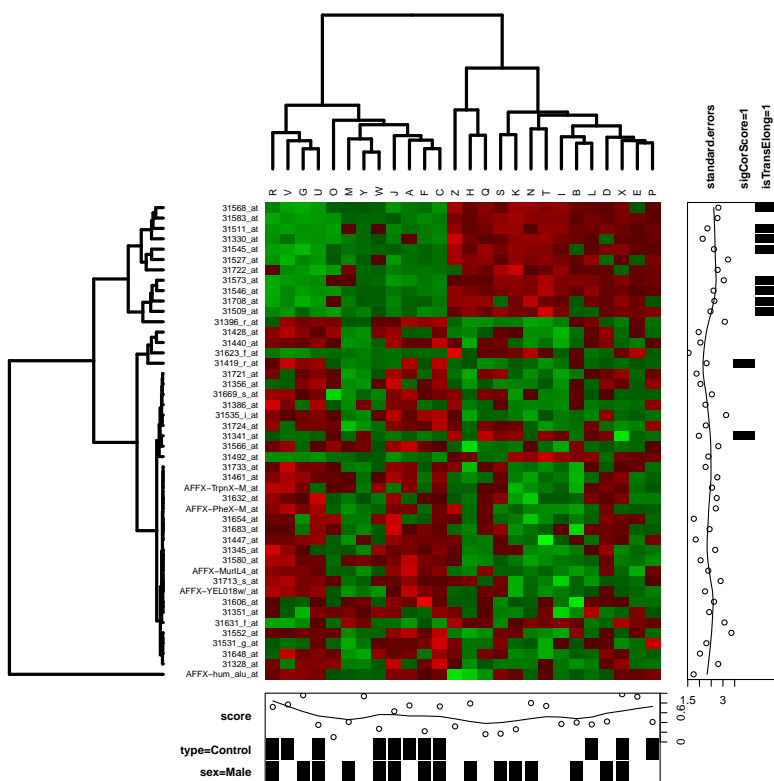 standard.errors
sigCorScore=1
isTransElong=1
R V G U O M Y W J A F C Z H Q S K N T I B L D X E P
31568_at
31583_at
31511_at
31330_at
31545_at
31527_at
31722_at
31573_at
31546_at
31708_at
31509_at
31396_r_at
31428_at
31440_at
31623_f_at
31419_r_at
31721_at
31356_at
31669_s_at
31386_at
31535_i_at
31724_at
31341_at
31566_at
31492_at
31733_at
31461_at
AFFX-TrpnX-M_at
31632_at
AFFX-PheX-M_at
31654_at
31683_at
31447_at
31345_at
31580_at
AFFX-MurIL4_at
31713_s_at
AFFX-YEL018w/_at
31606_at
31351_at
31631_f_at
31552_at
31531_g_at
31648_at
31328_at
AFFX-hum_alu_at
1.5 3
score
0 0.6
type=Control
sex=Male